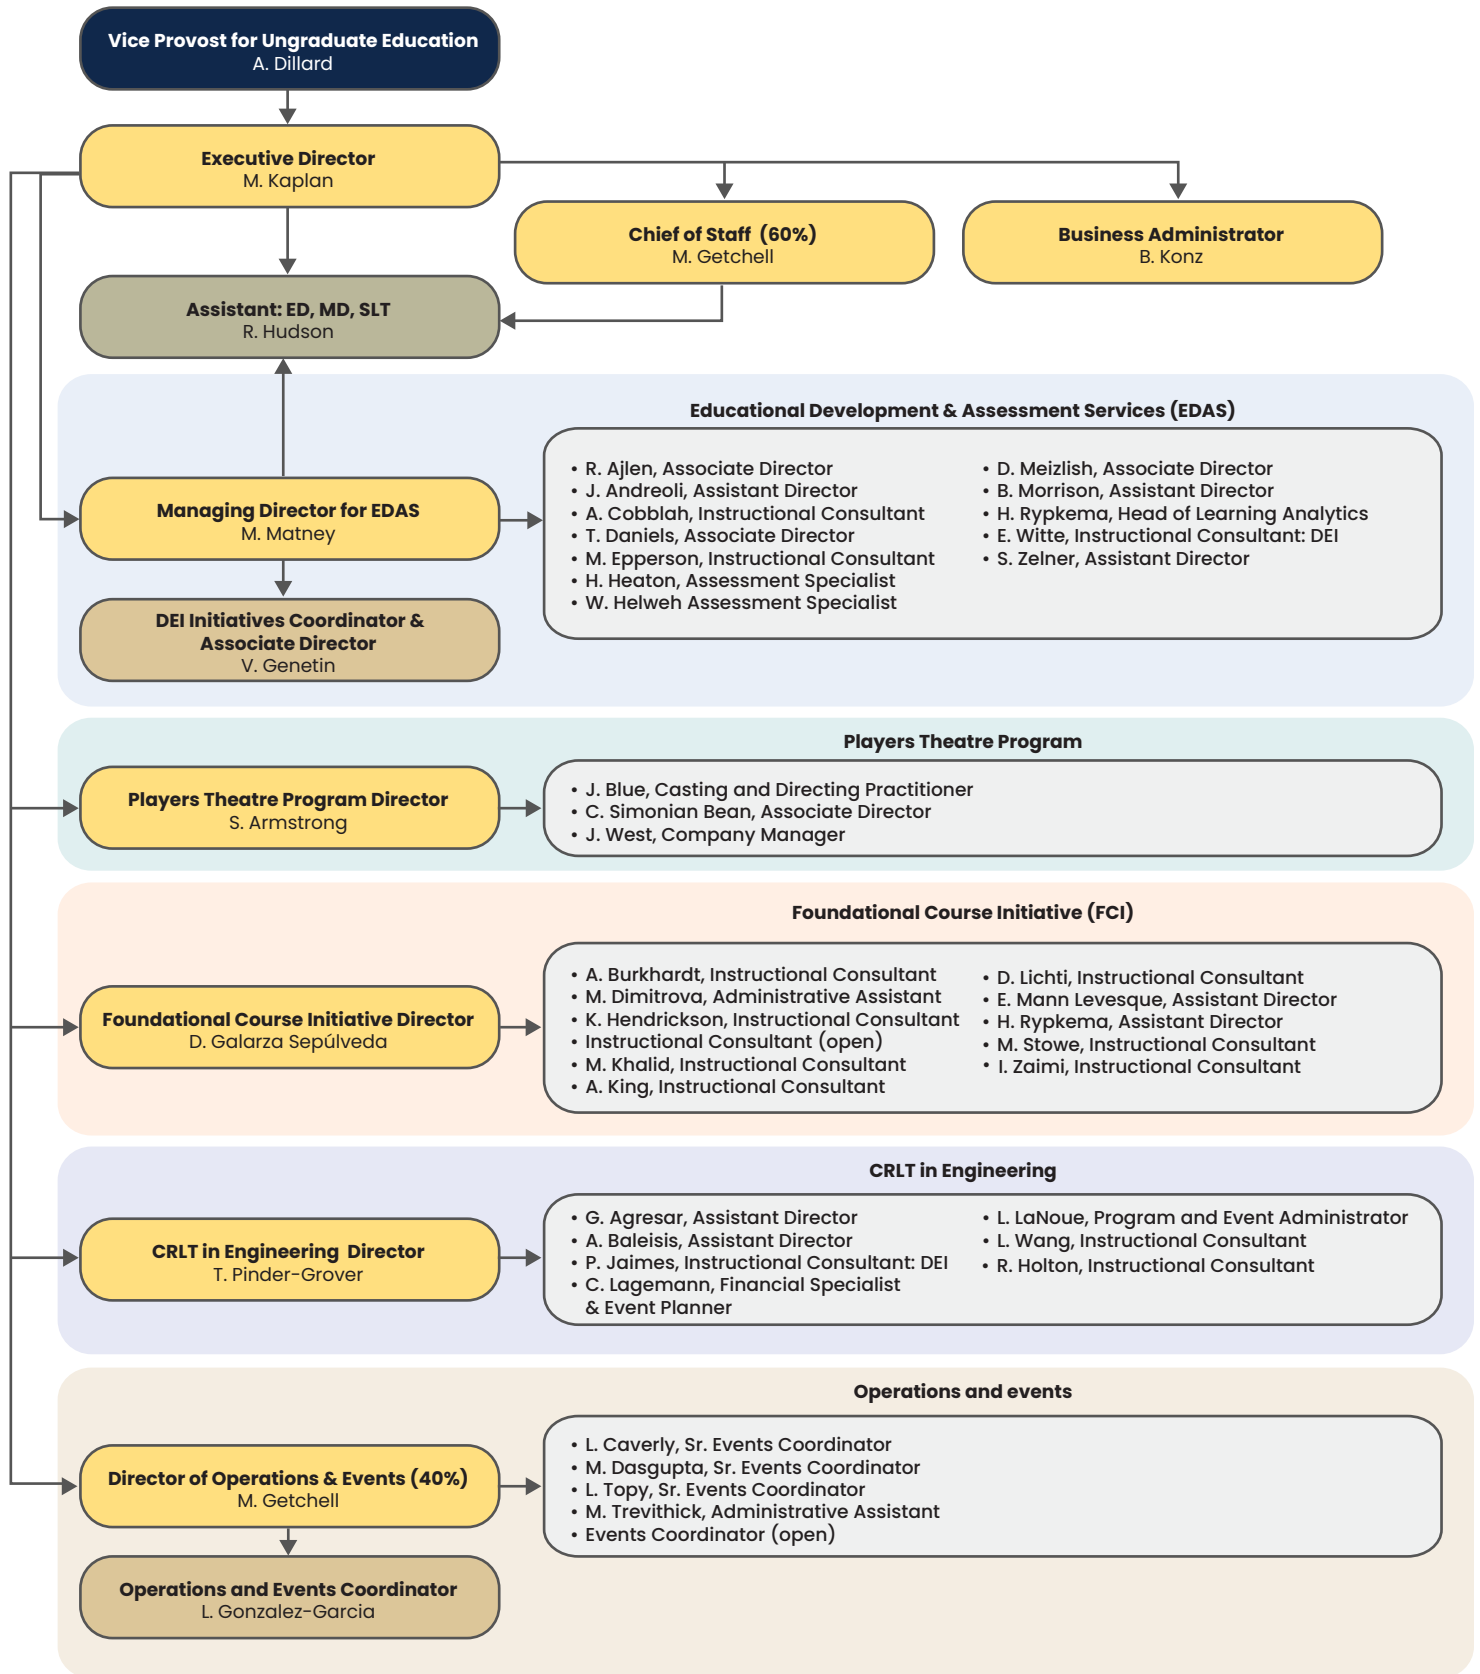 Vice Provost for Ungraduate Education
A. Dillard
Executive Director
M. Kaplan
Chief of Staff (60%)
M. Getchell
Business Administrator
B. Konz
Assistant: ED, MD, SLT
R. Hudson
Educational Development & Assessment Services (EDAS)
Managing Director for EDAS
M. Matney
DEI Initiatives Coordinator &
Associate Director
V. Genetin
• R. Ajlen, Associate Director
• J. Andreoli, Assistant Director
• A. Cobblah, Instructional Consultant
• T. Daniels, Associate Director
• M. Epperson, Instructional Consultant
• H. Heaton, Assessment Specialist
• W. Helweh Assessment Specialist
• D. Meizlish, Associate Director
• B. Morrison, Assistant Director
• H. Rypkema, Head of Learning Analytics
• E. Witte, Instructional Consultant: DEI
• S. Zelner, Assistant Director
Players Theatre Program
Players Theatre Program Director
S. Armstrong
• J. Blue, Casting and Directing Practitioner
• C. Simonian Bean, Associate Director
• J. West, Company Manager
Foundational Course Initiative (FCI)
Foundational Course Initiative Director
D. Galarza Sepúlveda
• A. Burkhardt, Instructional Consultant
• M. Dimitrova, Administrative Assistant
• K. Hendrickson, Instructional Consultant
• Instructional Consultant (open)
• M. Khalid, Instructional Consultant
• A. King, Instructional Consultant
• D. Lichti, Instructional Consultant
• E. Mann Levesque, Assistant Director
• H. Rypkema, Assistant Director
• M. Stowe, Instructional Consultant
• I. Zaimi, Instructional Consultant
CRLT in Engineering
CRLT in Engineering Director
T. Pinder-Grover
• G. Agresar, Assistant Director
• A. Baleisis, Assistant Director
• P. Jaimes, Instructional Consultant: DEI
• C. Lagemann, Financial Specialist
& Event Planner
• L. LaNoue, Program and Event Administrator
• L. Wang, Instructional Consultant
• R. Holton, Instructional Consultant
Operations and events
Director of Operations & Events (40%)
M. Getchell
Operations and Events Coordinator
L. Gonzalez-Garcia
• L. Caverly, Sr. Events Coordinator
• M. Dasgupta, Sr. Events Coordinator
• L. Topy, Sr. Events Coordinator
• M. Trevithick, Administrative Assistant
• Events Coordinator (open)